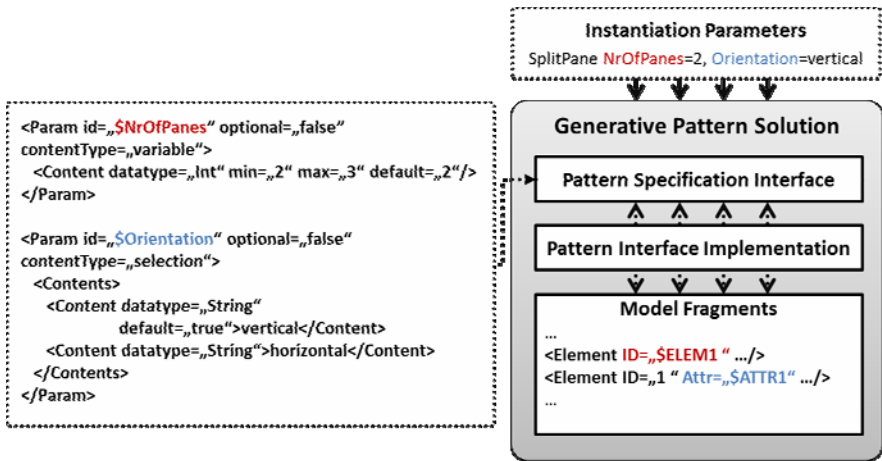 Instantiation Parameters
SplitPane NrOfPanes=2, Orientation=vertical
<Param id=„$NrOfPanes“ optional=„false“
contentType=„variable“>
<Content datatype=„Int“ min=„2“ max=„3“ default=„2“/>
</Param>
<Param id=„$Orientation“ optional=„false“
contentType=„selection“>
<Contents>
<Content datatype=„String“
default=„true“>vertical</Content>
<Content datatype=„String“>horizontal</Content>
</Contents>
</Param>
Generative Pattern Solution
Pattern Specification Interface
Pattern Interface Implementation
Model Fragments
...
<Element ID=„$ELEM1 “ .../>
<Element ID=„1 “ Attr=„$ATTR1“ .../>
...